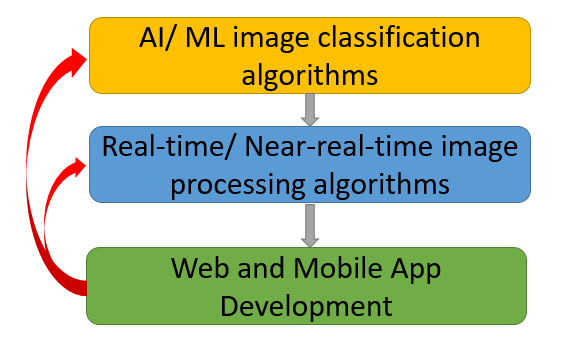 AI/ ML image classification
algorithms
Real-time/ Near-real-time image
processing algorithms
Web and Mobile App
Development